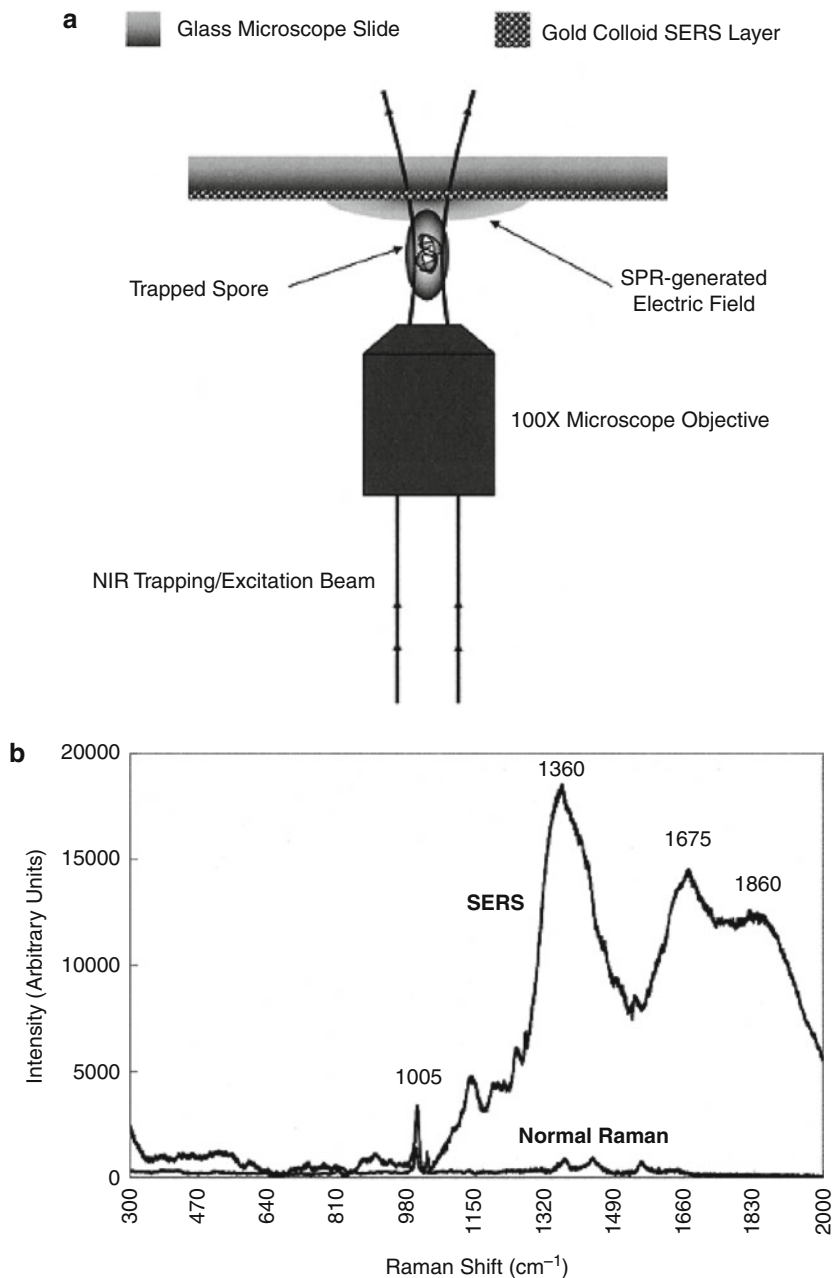 a
Glass Microscope Slide
Gold Colloid SERS Layer
Trapped Spore
SPR-generated
Electric Field
100X Microscope Objective
NIR Trapping/Excitation Beam
b
20000
15000
10000
5000
0
Intensity (Arbitrary Units)
1360
1675
1860
SERS
1005
Normal Raman
300
470
640
810
980
1150
1320
1490
1660
1830
2000
Raman Shift (cm⁻¹)